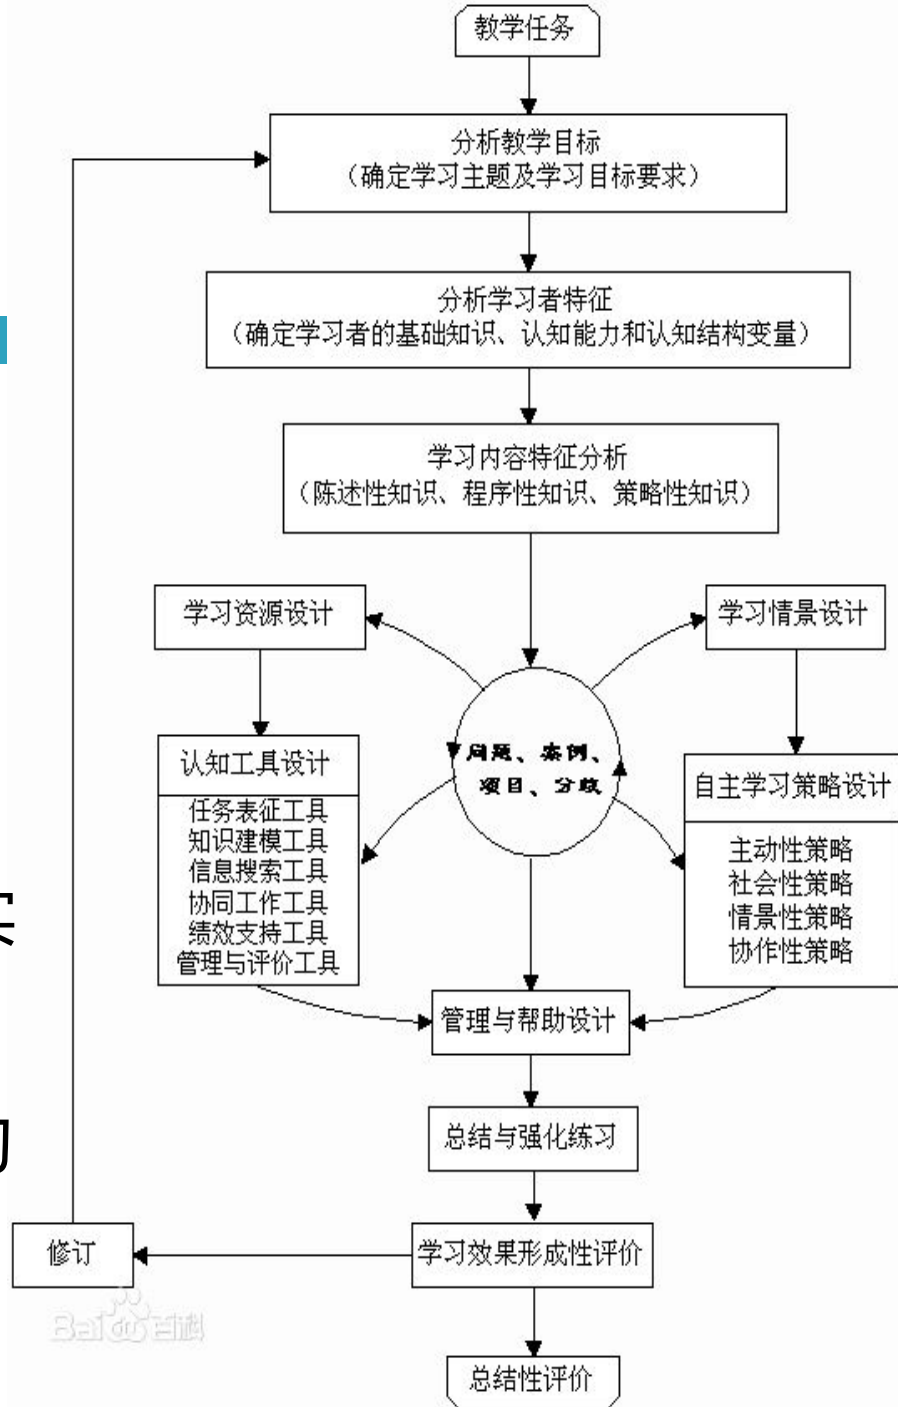 教学任务
分析教学目标
（确定学习主题及学习目标要求）
分析学习者特征
（确定学习者的基础知识、认知能力和认知结构变量）
学习内容特征分析
（陈述性知识、程序性知识、策略性知识）
学习资源设计
学习情景设计
问题、案例、
项目、分歧
认知工具设计
任务表征工具
知识建模工具
信息搜索工具
协同工作工具
绩效支持工具
管理与评价工具
自主学习策略设计
主动性策略
社会性策略
情景性策略
协作性策略
管理与帮助设计
总结与强化练习
修订
学习效果形成性评价
Bai du 百科
总结性评价